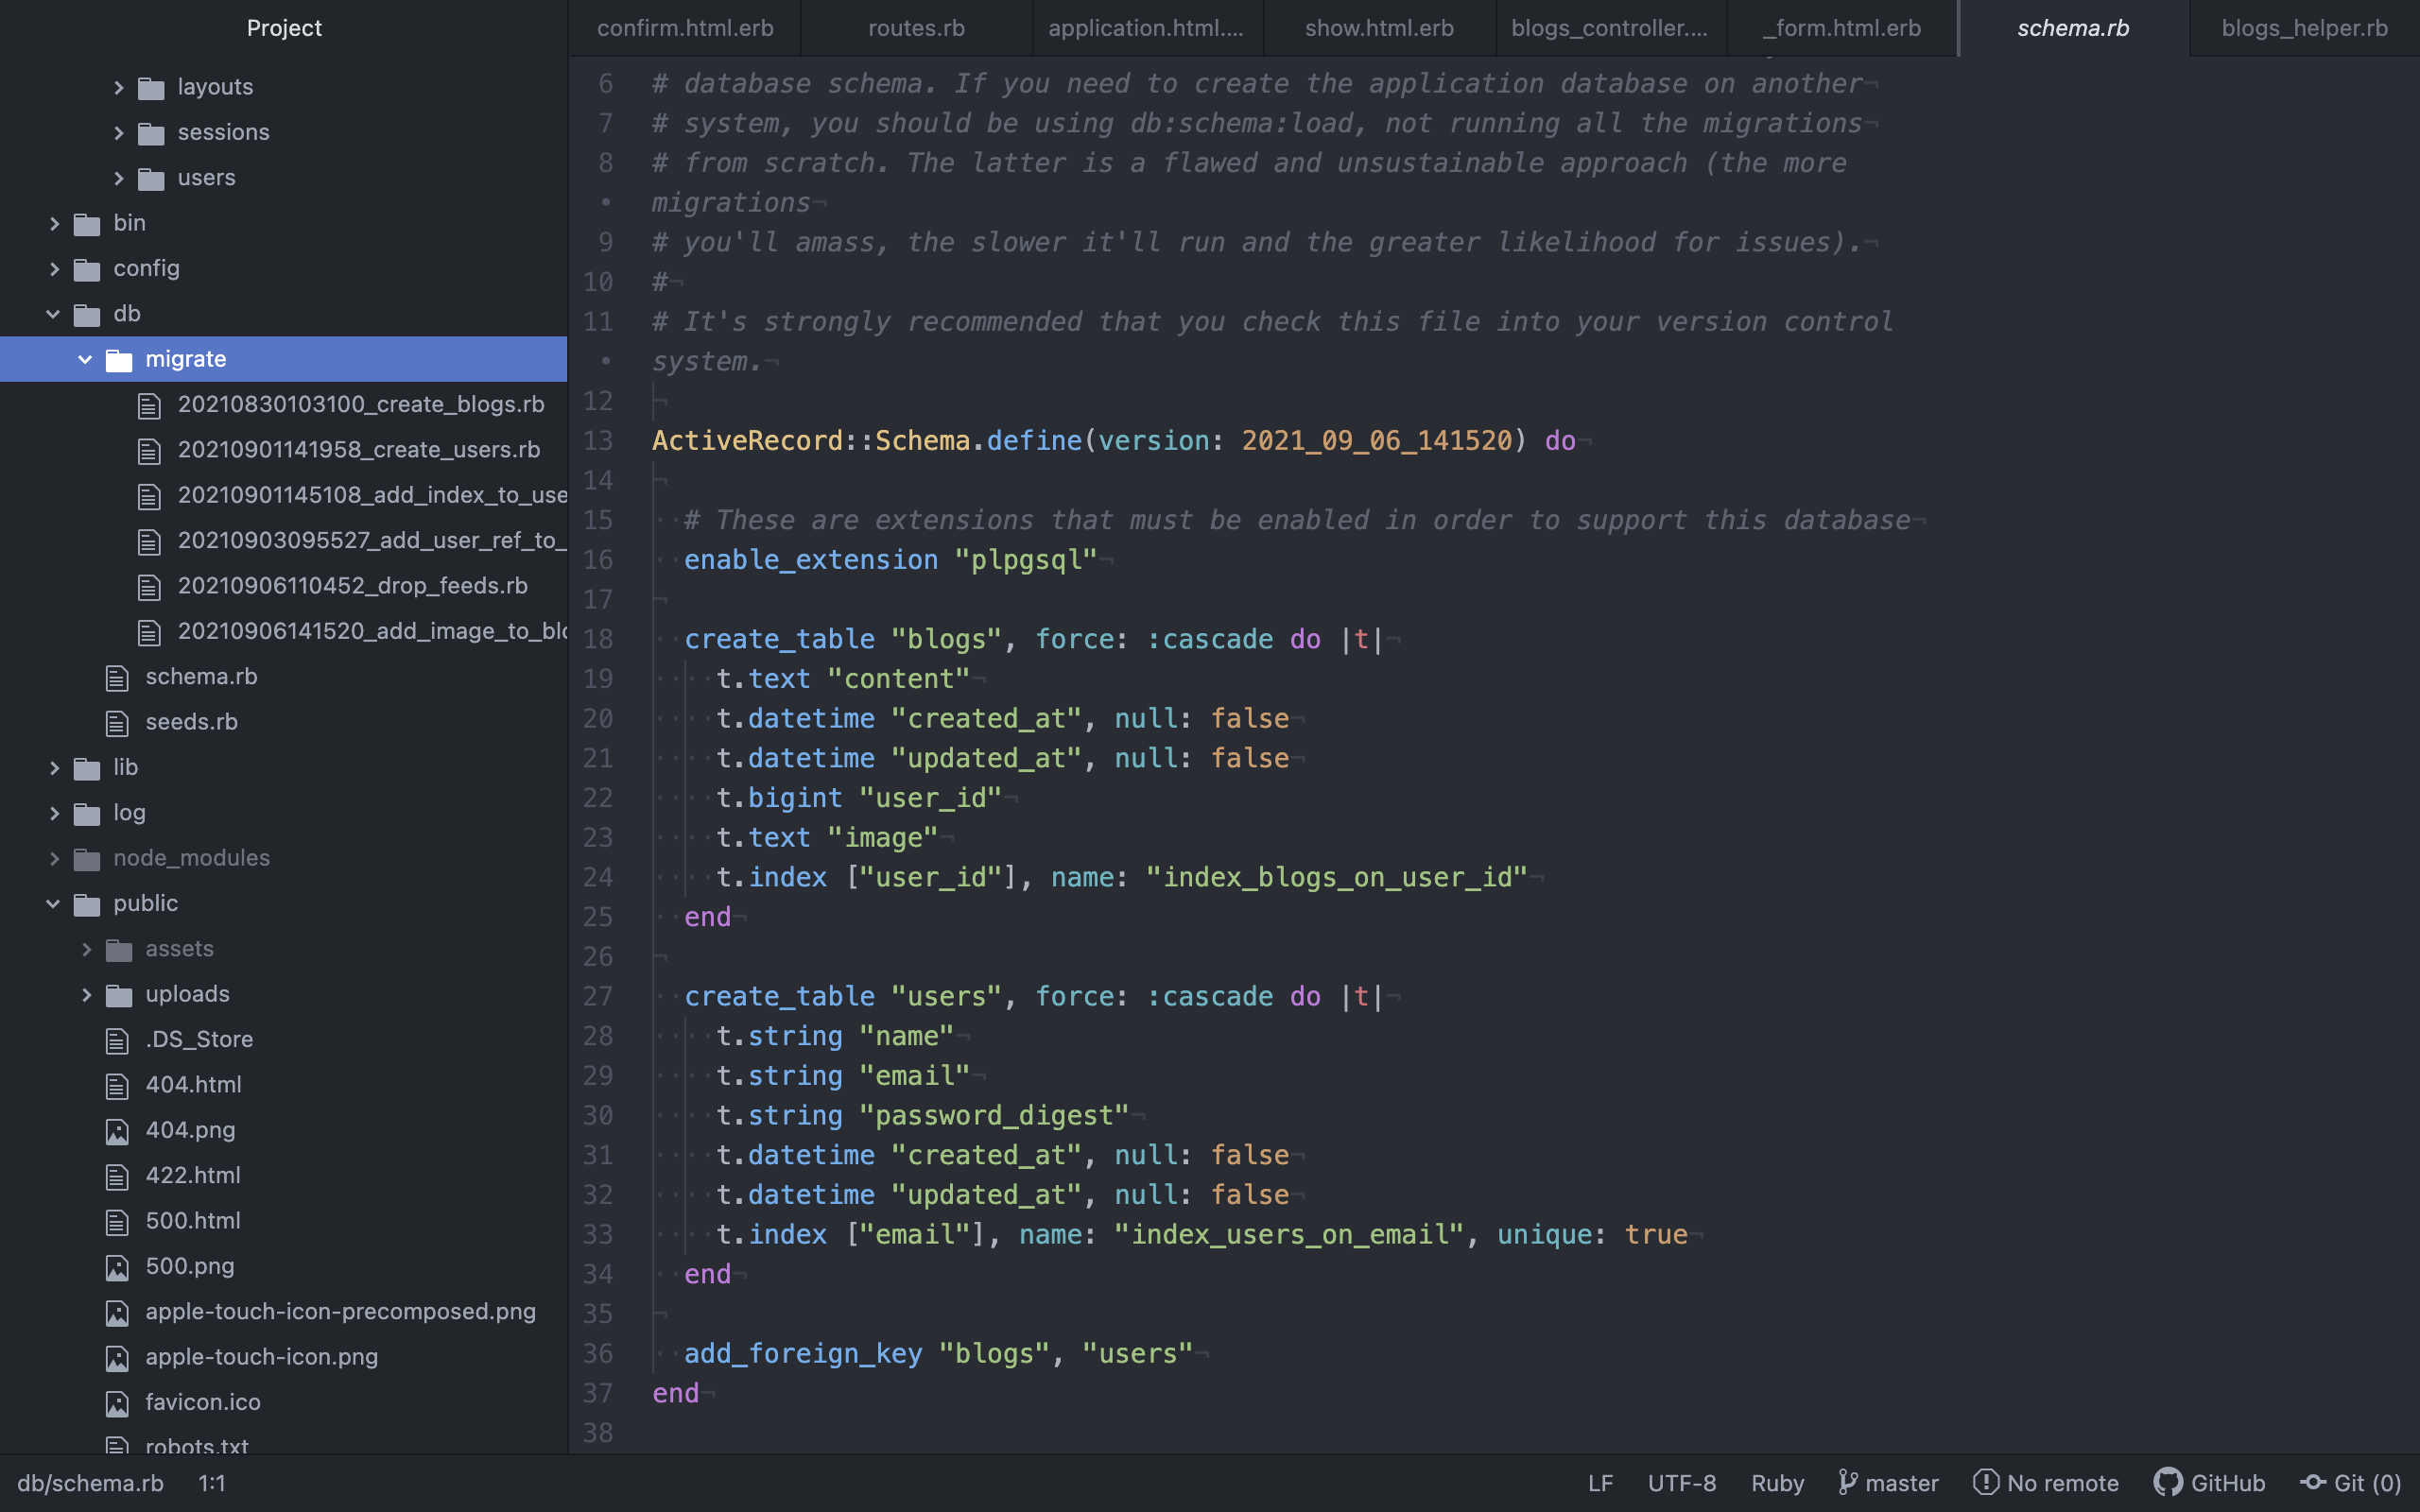 Project
layouts
sessions
users
bin
config
db
migrate
20210830103100_create_blogs.rb
20210901141958_create_users.rb
20210901145108_add_index_to_use
20210903095527_add_user_ref_to_
20210906110452_drop_feeds.rb
20210906141520_add_image_to_blo
schema.rb
seeds.rb
lib
log
node_modules
public
assets
uploads
.DS_Store
404.html
404.png
422.html
500.html
500.png
apple-touch-icon-precomposed.png
apple-touch-icon.png
favicon.ico
robots.txt
confirm.html.erb routes.rb application.html.... show.html.erb blogs_controller.... _form.html.erb schema.rb blogs_helper.rb
6 # database schema. If you need to create the application database on another¬
7 # system, you should be using db:schema:load, not running all the migrations¬
8 # from scratch. The latter is a flawed and unsustainable approach (the more
• migrations¬
9 # you'll amass, the slower it'll run and the greater likelihood for issues).¬
10 #¬
11 # It's strongly recommended that you check this file into your version control
• system.¬
12 ¬
13 ActiveRecord::Schema.define(version: 2021_09_06_141520) do¬
14 ¬
15 ··# These are extensions that must be enabled in order to support this database¬
16 ··enable_extension "plpgsql"¬
17 ¬
18 ··create_table "blogs", force: :cascade do |t|¬
19 ····t.text "content"¬
20 ····t.datetime "created_at", null: false¬
21 ····t.datetime "updated_at", null: false¬
22 ····t.bigint "user_id"¬
23 ····t.text "image"¬
24 ····t.index ["user_id"], name: "index_blogs_on_user_id"¬
25 ··end¬
26 ¬
27 ··create_table "users", force: :cascade do |t|¬
28 ····t.string "name"¬
29 ····t.string "email"¬
30 ····t.string "password_digest"¬
31 ····t.datetime "created_at", null: false¬
32 ····t.datetime "updated_at", null: false¬
33 ····t.index ["email"], name: "index_users_on_email", unique: true¬
34 ··end¬
35 ¬
36 ··add_foreign_key "blogs", "users"¬
37 end¬
38
db/schema.rb 1:1 LF UTF-8 Ruby master No remote GitHub Git (0)